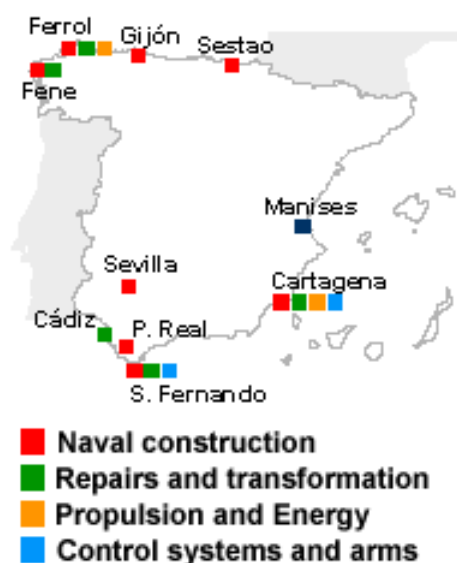 Ferrol
Gijón
Sestao
Fene
Manises
Sevilla
Cartagena
Cádiz
P. Real
S. Fernando
Naval construction
Repairs and transformation
Propulsion and Energy
Control systems and arms